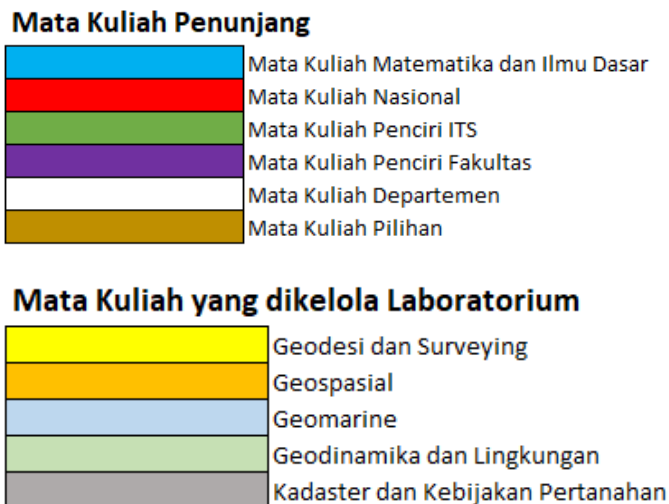 Mata Kuliah Penunjang
Mata Kuliah Matematika dan Ilmu Dasar
Mata Kuliah Nasional
Mata Kuliah Penciri ITS
Mata Kuliah Penciri Fakultas
Mata Kuliah Departemen
Mata Kuliah Pilihan
Mata Kuliah yang dikelola Laboratorium
Geodesi dan Surveying
Geospasial
Geomarine
Geodinamika dan Lingkungan
Kadaster dan Kebijakan Pertanahan